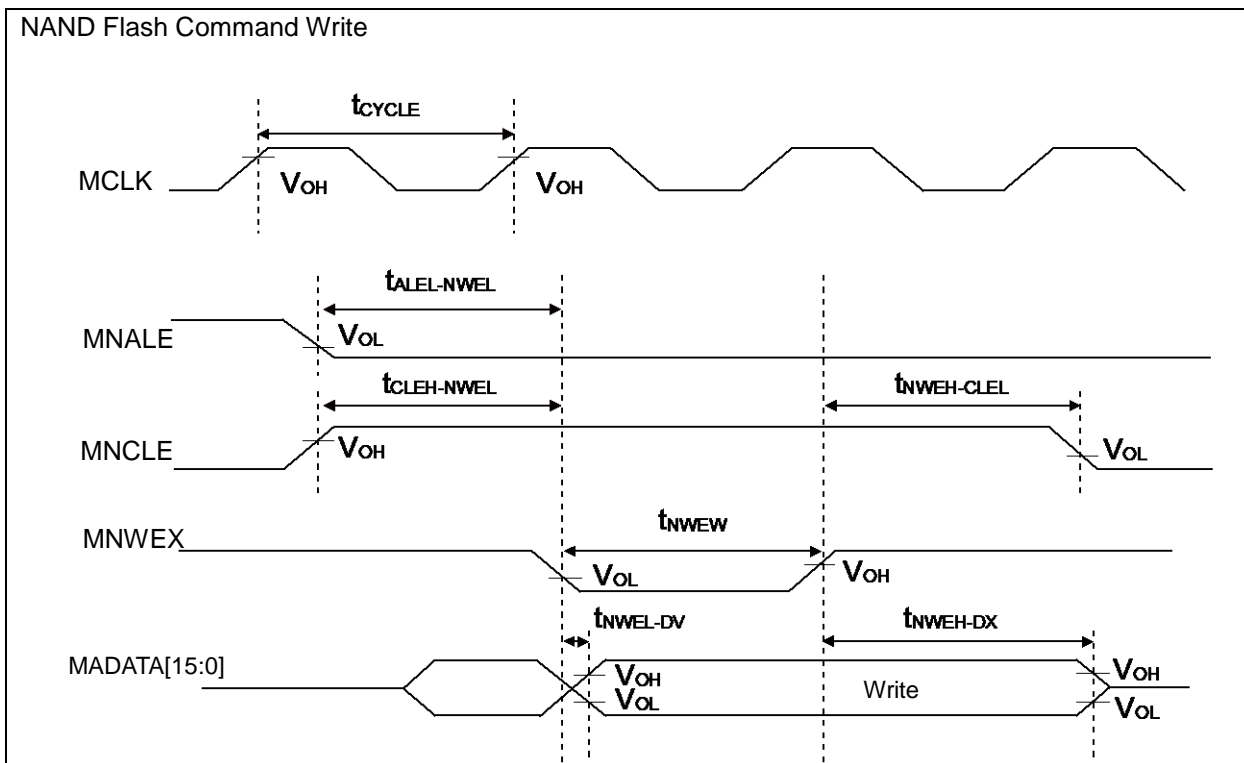 NAND Flash Command Write
tCYCLE
MCLK
VOH VOH
tALEL-NWEL
MNALE
VOL
tCLEH-NWEL tNWEH-CLEL
MNCLE
VOH VOL
MNWEX
tNWEW
VOL VOH
tNWEL-DV tNWEH-DX
MADATA[15:0]
VOH Write VOH
VOL VOL